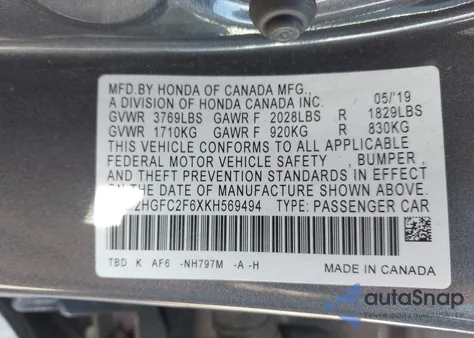 MFD.BY HONDA OF CANADA MFG.,
A DIVISION OF HONDA CANADA INC. 05/'19
GVWR 3769LBS GAWR F 2028LBS R 1829LBS
GVWR 1710KG GAWR F 920KG R 830KG
THIS VEHICLE CONFORMS TO ALL APPLICABLE
FEDERAL MOTOR VEHICLE SAFETY , BUMPER ,
AND THEFT PREVENTION STANDARDS IN EFFECT
ON THE DATE OF MANUFACTURE SHOWN ABOVE.
2HGFC2F6XKH569494 TYPE: PASSENGER CAR
TBD K AF6 -NH797M -A -H
MADE IN CANADA
autoSnap